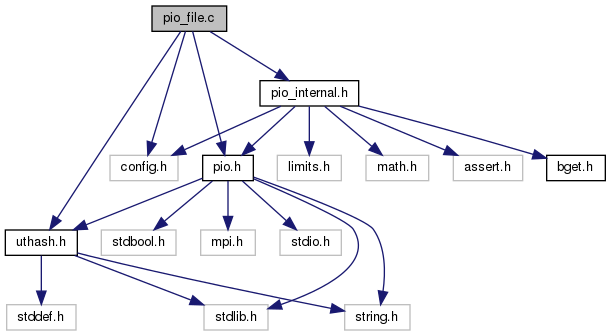 pio_file.c
pio_internal.h
config.h
pio.h
limits.h
math.h
assert.h
bget.h
uthash.h
stdbool.h
mpi.h
stdio.h
stddef.h
stdlib.h
string.h